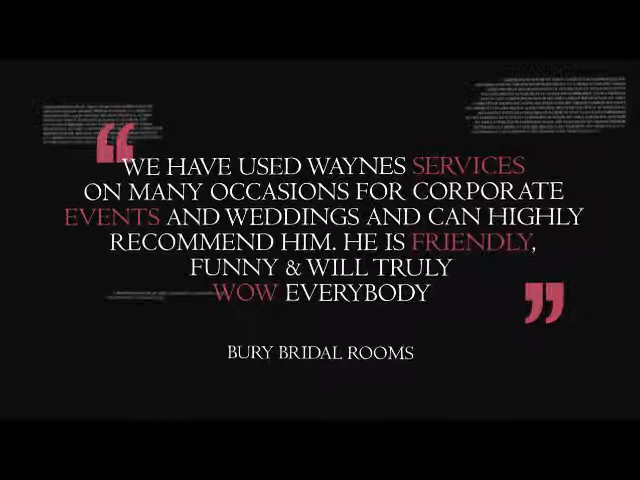 “WE HAVE USED WAYNES SERVICES
ON MANY OCCASIONS FOR CORPORATE
EVENTS AND WEDDINGS AND CAN HIGHLY
RECOMMEND HIM. HE IS FRIENDLY,
FUNNY & WILL TRULY
WOW EVERYBODY ”
BURY BRIDAL ROOMS